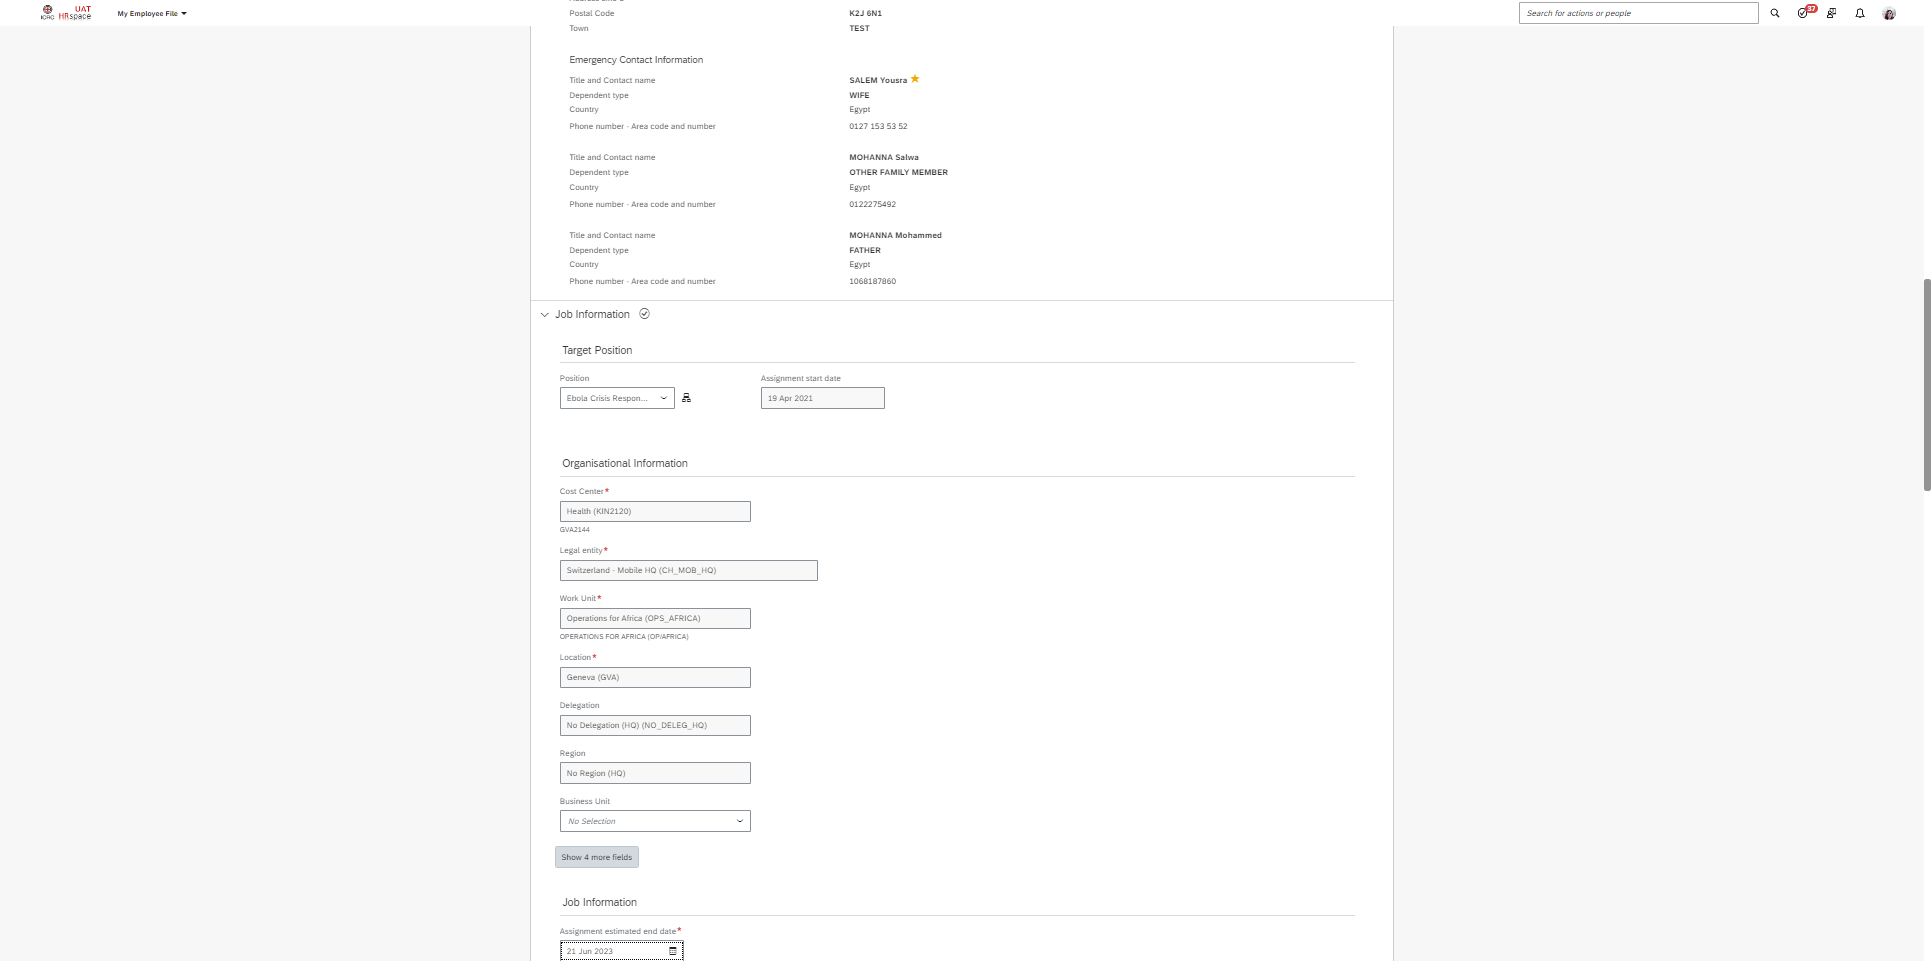 ICRC UAT HRspace My Employee File Search for actions or people 37
Postal Code K2J 6N1
Town TEST
Emergency Contact Information
Title and Contact name SALEM Yousra
Dependent type WIFE
Country Egypt
Phone number - Area code and number 0127 153 53 52
Title and Contact name MOHANNA Salwa
Dependent type OTHER FAMILY MEMBER
Country Egypt
Phone number - Area code and number 0122275492
Title and Contact name MOHANNA Mohammed
Dependent type FATHER
Country Egypt
Phone number - Area code and number 1068187860
Job Information
Target Position
Position Assignment start date
Ebola Crisis Respon... 19 Apr 2021
Organisational Information
Cost Center*
Health (KIN2120)
GVA2144
Legal entity*
Switzerland - Mobile HQ (CH_MOB_HQ)
Work Unit*
Operations for Africa (OPS_AFRICA)
OPERATIONS FOR AFRICA (OP/AFRICA)
Location*
Geneva (GVA)
Delegation
No Delegation (HQ) (NO_DELEG_HQ)
Region
No Region (HQ)
Business Unit
No Selection
Show 4 more fields
Job Information
Assignment estimated end date*
21 Jun 2023